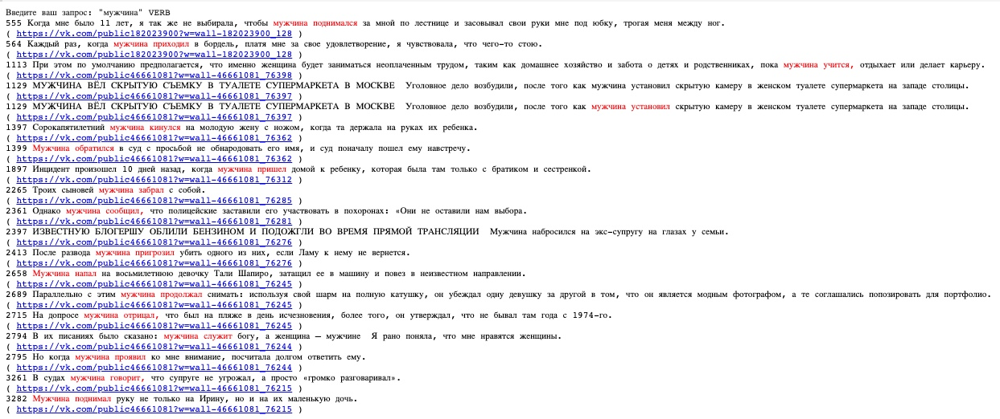 Введите ваш запрос: "мужчина" VERB
555 Когда мне было 11 лет, я так же не выбирала, чтобы мужчина поднимался за мной по лестнице и засовывал свои руки мне под юбку, трогая меня между ног.
( https://vk.com/public182023900?w=wall-182023900_128 )
564 Каждый раз, когда мужчина приходил в бордель, платя мне за свое удовлетворение, я чувствовала, что чего-то стою.
( https://vk.com/public182023900?w=wall-182023900_128 )
1113 При этом по умолчанию предполагается, что именно женщина будет заниматься неоплаченным трудом, таким как домашнее хозяйство и забота о детях и родственниках, пока мужчина учится, отдыхает или делает карьеру.
( https://vk.com/public46661081?w=wall-46661081_76398 )
1129 МУЖЧИНА ВЁЛ СКРЫТУЮ СЪЕМКУ В ТУАЛЕТЕ СУПЕРМАРКЕТА В МОСКВЕ Уголовное дело возбудили, после того как мужчина установил скрытую камеру в женском туалете супермаркета на западе столицы.
( https://vk.com/public46661081?w=wall-46661081_76397 )
1129 МУЖЧИНА ВЁЛ СКРЫТУЮ СЪЕМКУ В ТУАЛЕТЕ СУПЕРМАРКЕТА В МОСКВЕ Уголовное дело возбудили, после того как мужчина установил скрытую камеру в женском туалете супермаркета на западе столицы.
( https://vk.com/public46661081?w=wall-46661081_76397 )
1397 Сорокапятилетний мужчина кинулся на молодую жену с ножом, когда та держала на руках их ребенка.
( https://vk.com/public46661081?w=wall-46661081_76362 )
1399 Мужчина обратился в суд с просьбой не обнародовать его имя, и суд поначалу пошел ему навстречу.
( https://vk.com/public46661081?w=wall-46661081_76362 )
1897 Инцидент произошел 10 дней назад, когда мужчина пришел домой к ребенку, которая была там только с братиком и сестренкой.
( https://vk.com/public46661081?w=wall-46661081_76312 )
2265 Троих сыновей мужчина забрал с собой.
( https://vk.com/public46661081?w=wall-46661081_76285 )
2361 Однако мужчина сообщил, что полицейские заставили его участвовать в похоронах: «Они не оставили нам выбора.
( https://vk.com/public46661081?w=wall-46661081_76281 )
2397 ИЗВЕСТНУЮ БЛОГЕРШУ ОБЛИЛИ БЕНЗИНОМ И ПОДОЖГЛИ ВО ВРЕМЯ ПРЯМОЙ ТРАНСЛЯЦИИ Мужчина набросился на экс-супругу на глазах у семьи.
( https://vk.com/public46661081?w=wall-46661081_76276 )
2413 После развода мужчина пригрозил убить одного из них, если Ламу к нему не вернется.
( https://vk.com/public46661081?w=wall-46661081_76276 )
2658 Мужчина напал на восьмилетнюю девочку Тали Шапиро, затащил ее в машину и повез в неизвестном направлении.
( https://vk.com/public46661081?w=wall-46661081_76245 )
2689 Параллельно с этим мужчина продолжал снимать: используя свой шарм на полную катушку, он убеждал одну девушку за другой в том, что он является модным фотографом, а те соглашались попозировать для портфолио.
( https://vk.com/public46661081?w=wall-46661081_76245 )
2715 На допросе мужчина отрицал, что был на пляже в день исчезновения, более того, он утверждал, что не бывал там года с 1974-го.
( https://vk.com/public46661081?w=wall-46661081_76245 )
2794 В их писаниях было сказано: мужчина служит богу, а женщина — мужчине Я рано поняла, что мне нравятся женщины.
( https://vk.com/public46661081?w=wall-46661081_76244 )
2795 Но когда мужчина проявил ко мне внимание, посчитала долгом ответить ему.
( https://vk.com/public46661081?w=wall-46661081_76244 )
3261 В судах мужчина говорит, что супруге не угрожал, а просто «громко разговаривал».
( https://vk.com/public46661081?w=wall-46661081_76215 )
3282 Мужчина поднимал руку не только на Ирину, но и на их маленькую дочь.
( https://vk.com/public46661081?w=wall-46661081_76215 )